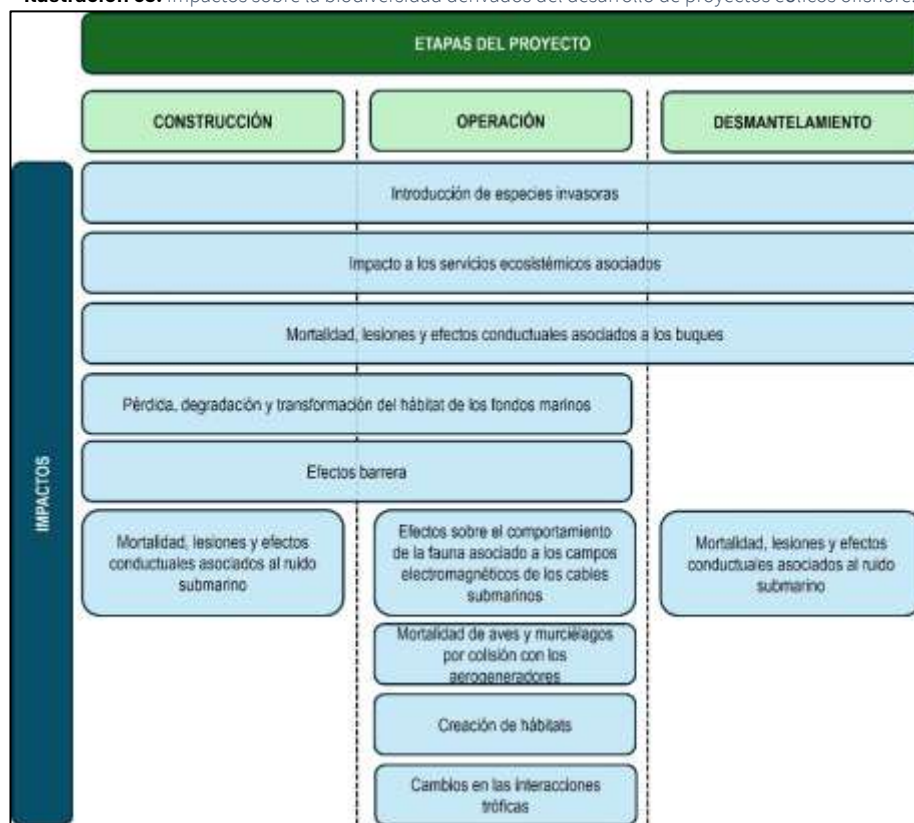 Impactos sobre la biodiversidad derivados del desarrollo de proyectos eólicos offshore.
ETAPAS DEL PROYECTO
CONSTRUCCIÓN
OPERACIÓN
DESMANTELAMIENTO
IMPACTOS
Introducción de especies invasoras
Impacto a los servicios ecosistémicos asociados
Mortalidad, lesiones y efectos conductuales asociados a los buques
Pérdida, degradación y transformación del hábitat de los fondos marinos
Efectos barrera
Mortalidad, lesiones y efectos
conductuales asociados al ruido
submarino
Efectos sobre el comportamiento
de la fauna asociado a los campos
electromagnéticos de los cables
submarinos
Mortalidad, lesiones y efectos
conductuales asociados al ruido
submarino
Mortalidad de aves y murciélagos
por colisión con los
aerogeneradores
Creación de hábitats
Cambios en las interacciones
tróficas